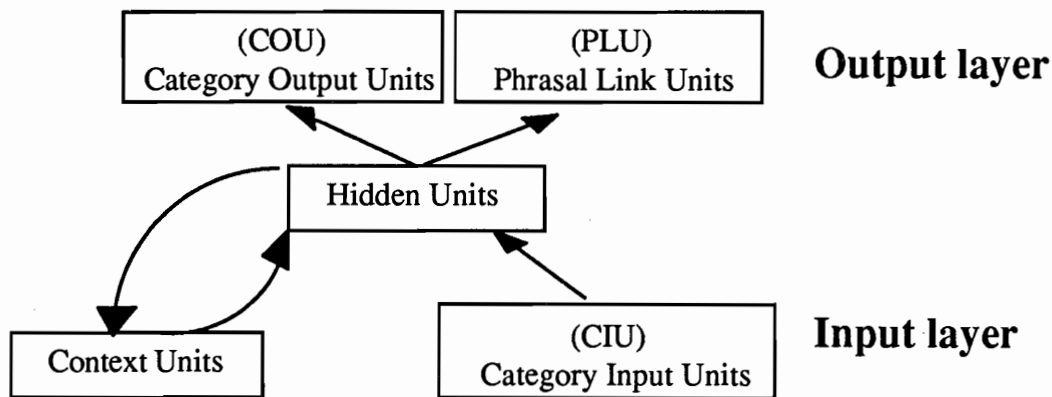 (COU)
Category Output Units
(PLU)
Phrasal Link Units
Output layer
Hidden Units
Context Units
(CIU)
Category Input Units
Input layer